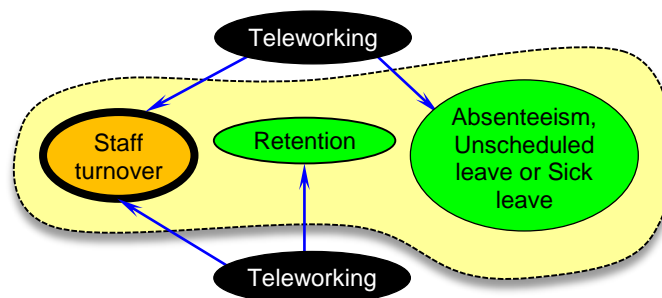 Teleworking
Staff
turnover
Retention
Absenteeism,
Unscheduled
leave or Sick
leave
Teleworking